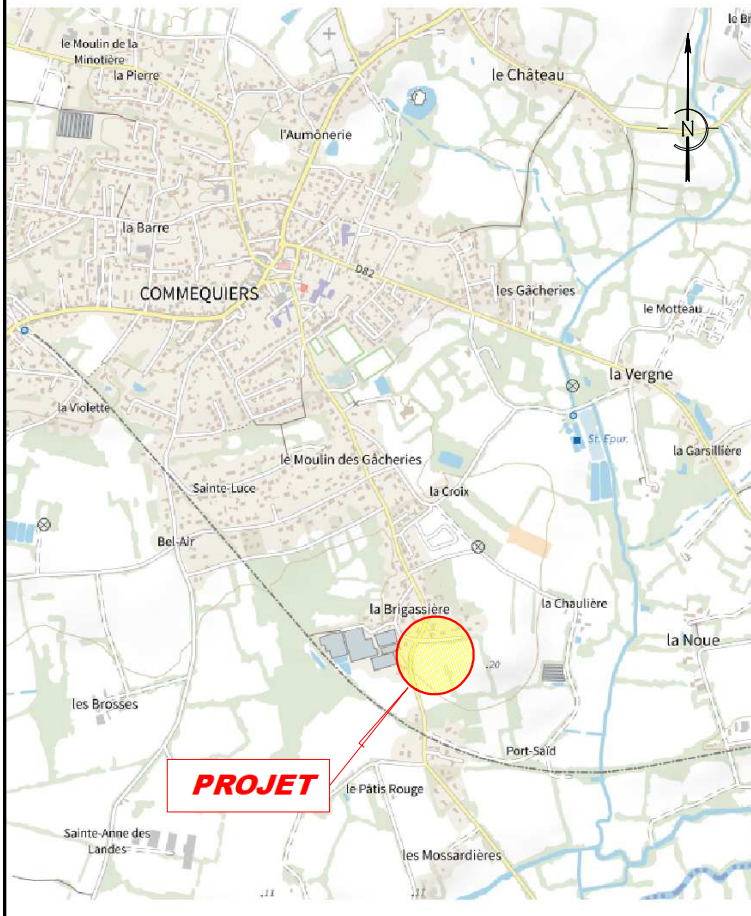 le Moulin de la
Minotière
la Pierre
le Château
l'Aumônerie
N
la Barre
D82
COMMEQUIERS
les Gâcheries
le Motteau
la Vergne
la Violette
St. Epur.
la Garsillière
le Moulin des Gâcheries
Sainte-Luce
la Croix
Bel-Air
la Brigassière
la Chaulière
la Noue
20
les Brosses
Port-Saïd
PROJET
le Pâtis Rouge
Sainte-Anne des
Landes
les Mossardières
11